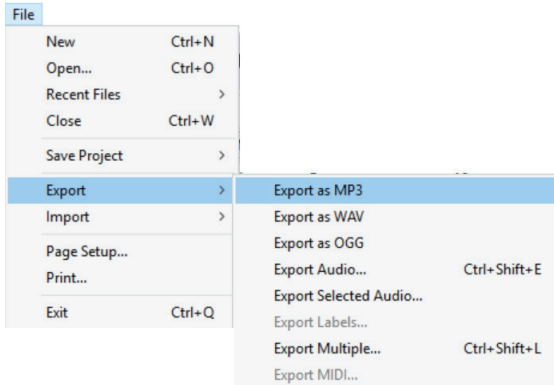 File
New Ctrl+N
Open... Ctrl+O
Recent Files >
Close Ctrl+W
Save Project >
Export >
Import >
Page Setup...
Print...
Exit Ctrl+Q
Export as MP3
Export as WAV
Export as OGG
Export Audio... Ctrl+Shift+E
Export Selected Audio...
Export Labels...
Export Multiple... Ctrl+Shift+L
Export MIDI...